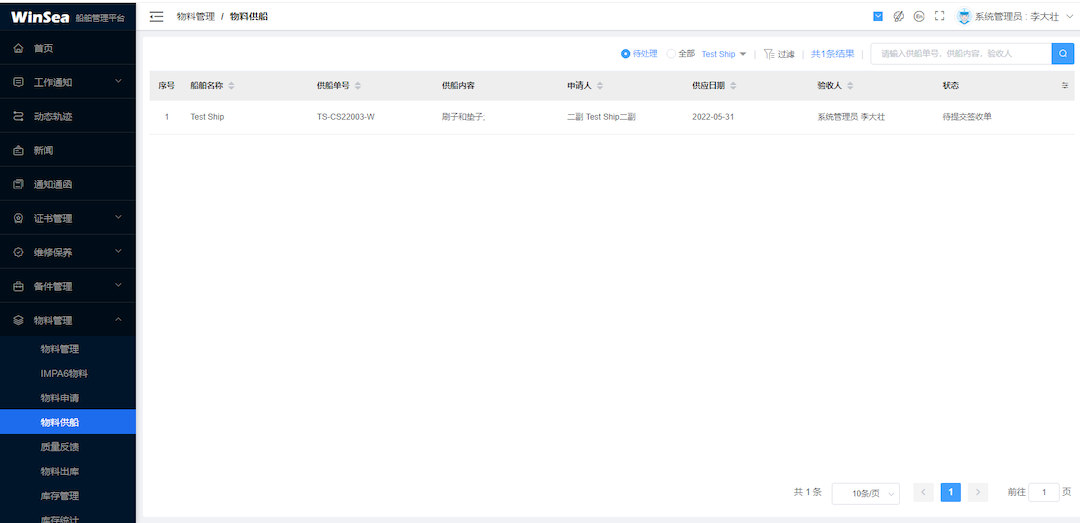 WinSea 船舶管理平台
物料管理 / 物料供船
En
系统管理员 : 李大壮
首页
工作通知
动态轨迹
新闻
通知通函
证书管理
维修保养
备件管理
物料管理
物料管理
IMPA6物料
物料申请
物料供船
质量反馈
物料出库
库存管理
库存统计
待处理 全部 Test Ship | 过滤 | 共1条结果 | 请输入供船单号，供船内容，验收人
序号 船舶名称 供船单号 供船内容 申请人 供应日期 验收人 状态
1 Test Ship TS-CS22003-W 刷子和垫子; 二副 Test Ship二副 2022-05-31 系统管理员 李大壮 待提交签收单
共 1 条 10条/页 1 前往 1 页